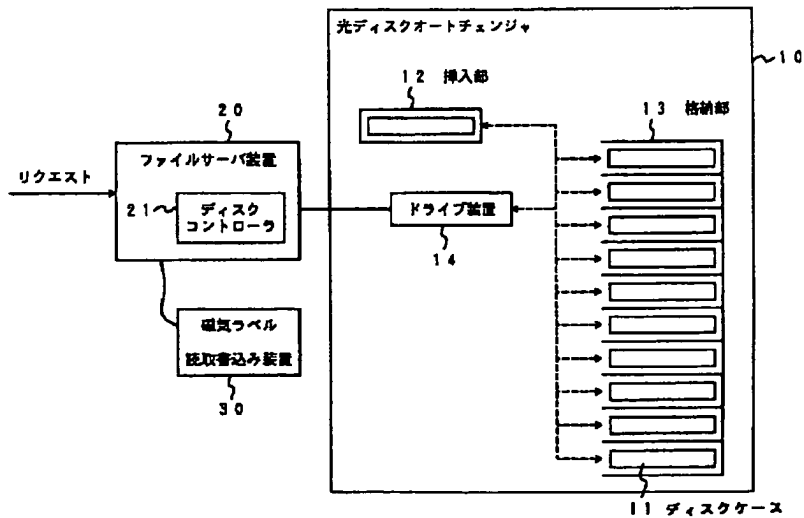 光ディスクオートチェンジャ
10
12 挿入部
13 格納部
20
ファイルサーバ装置
リクエスト
21
ディスク
コントローラ
ドライブ装置
14
磁気ラベル
読取書込み装置
30
11 ディスクケース